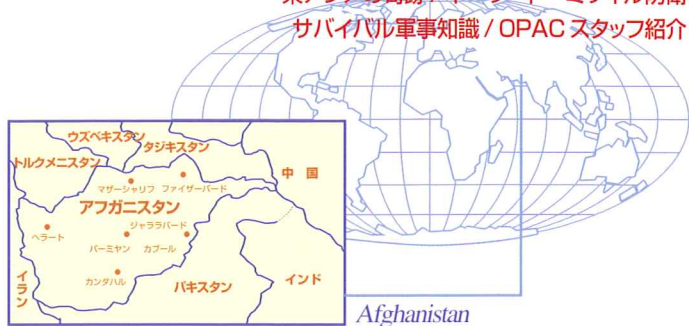 サバイバル軍事知識 / OPAC スタッフ紹介
ウズベキスタン
タジキスタン
トルクメニスタン
中 国
マザーシャリフ
ファイザーバード
アフガニスタン
ジャララバード
ヘラート
バーミヤン
カブール
カンダハル
イラン
パキスタン
インド
Afghanistan